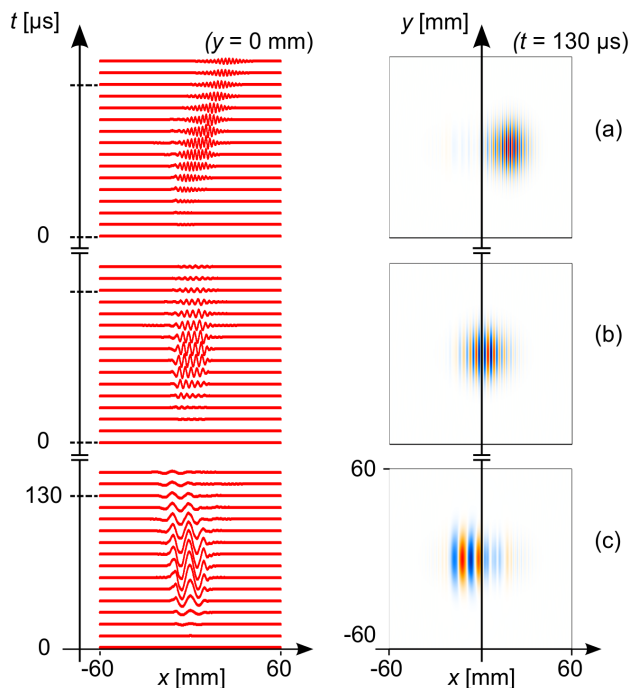 t [µs]
(y = 0 mm)
y [mm]
(t = 130 µs)
(a)
0
(b)
0
60
130
(c)
0
-60
-60
60
-60
60
x [mm]
x [mm]